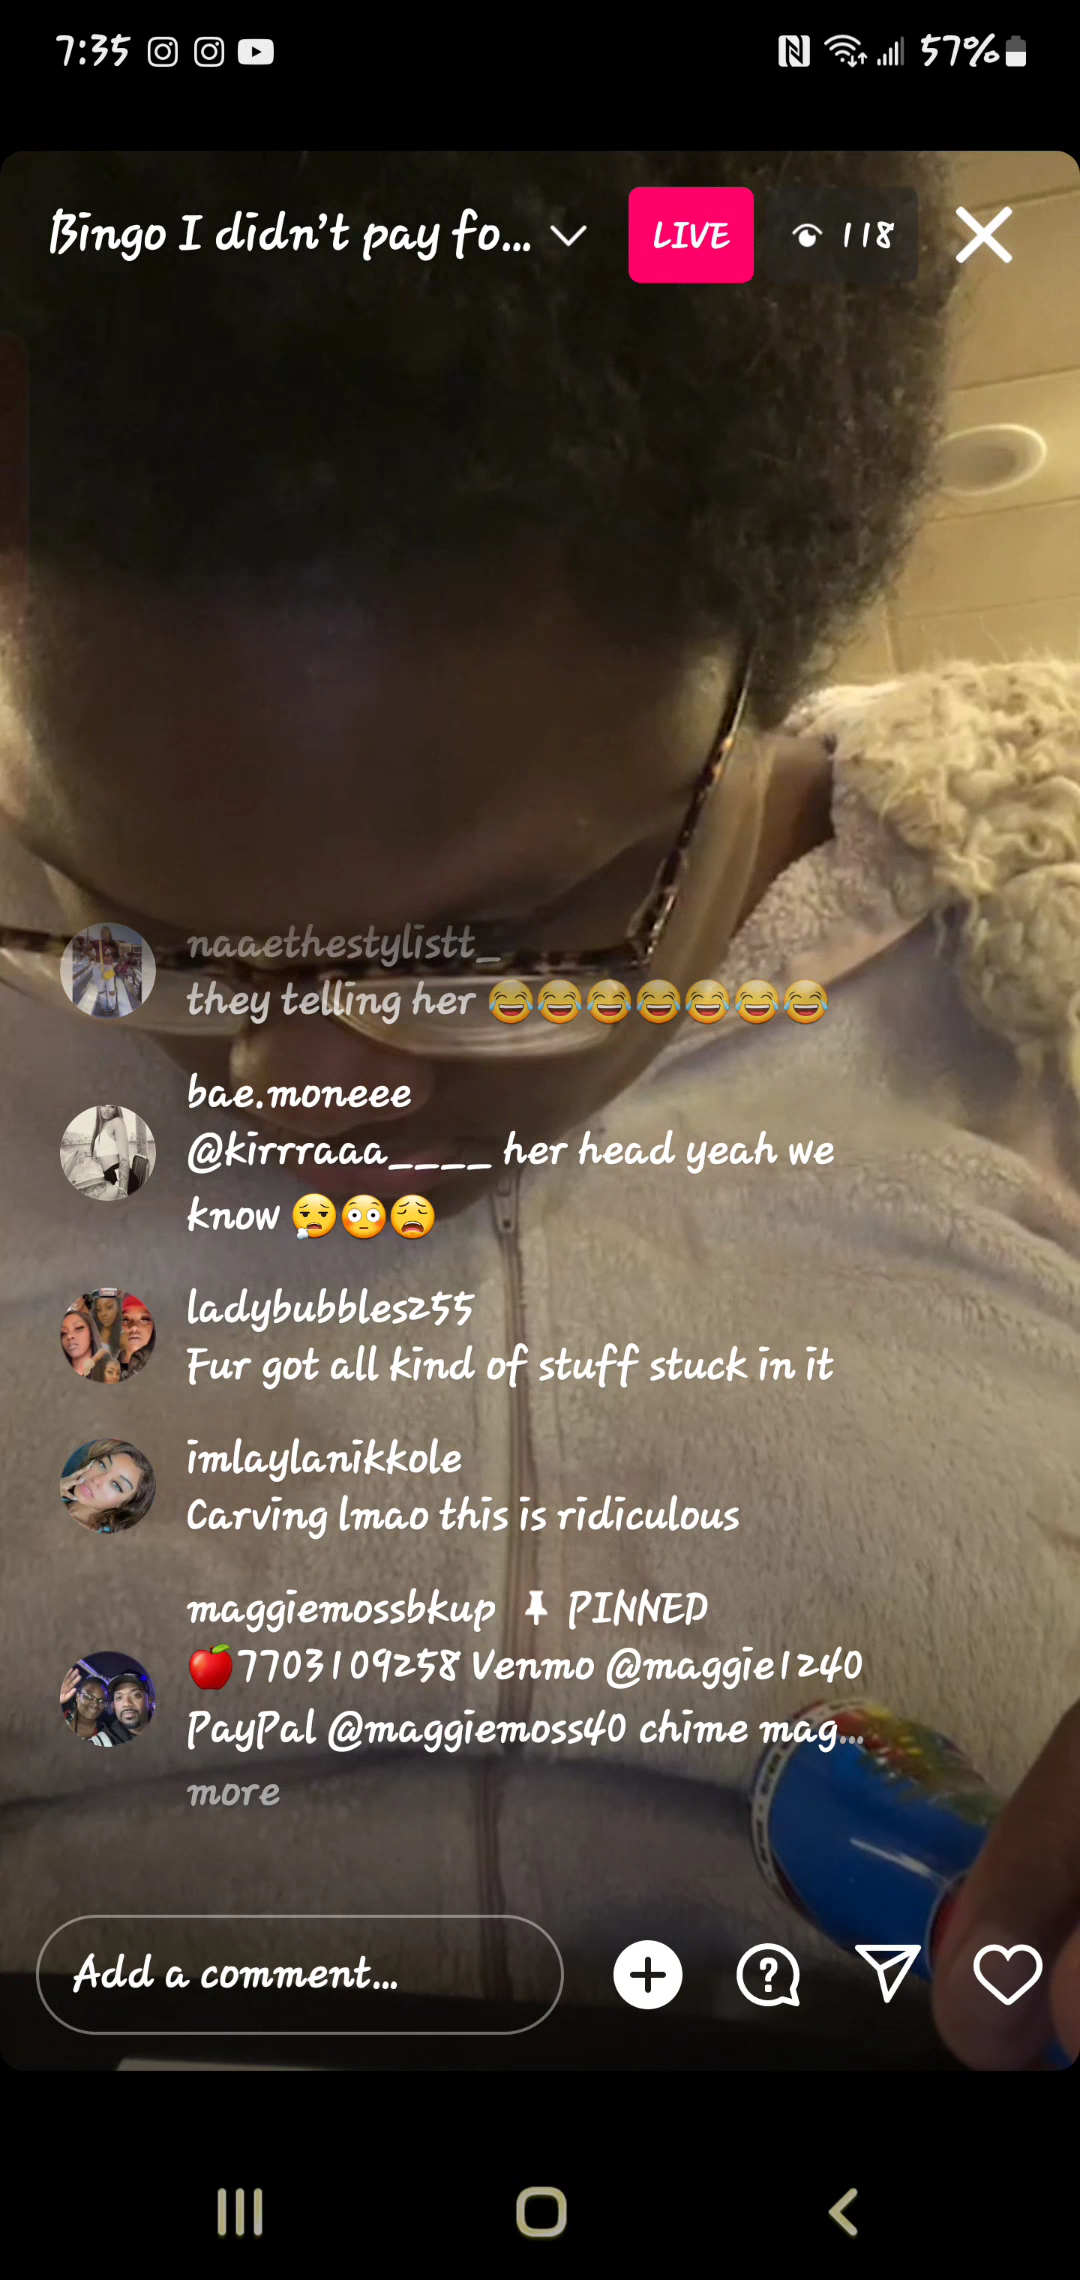 7:35 57%
Bingo I didn't pay fo... LIVE 118
naaethestylistt_
they telling her 😂😂😂😂😂😂😂
bae.moneee
@kirrraaa____ her head yeah we
know 😮‍💨😳😩
ladybubbles255
Fur got all kind of stuff stuck in it
imlaylanikkole
Carving lmao this is ridiculous
maggiemossbkup PINNED
🍎7703109258 Venmo @maggie1240
PayPal @maggiemoss40 chime mag...
more
Add a comment...